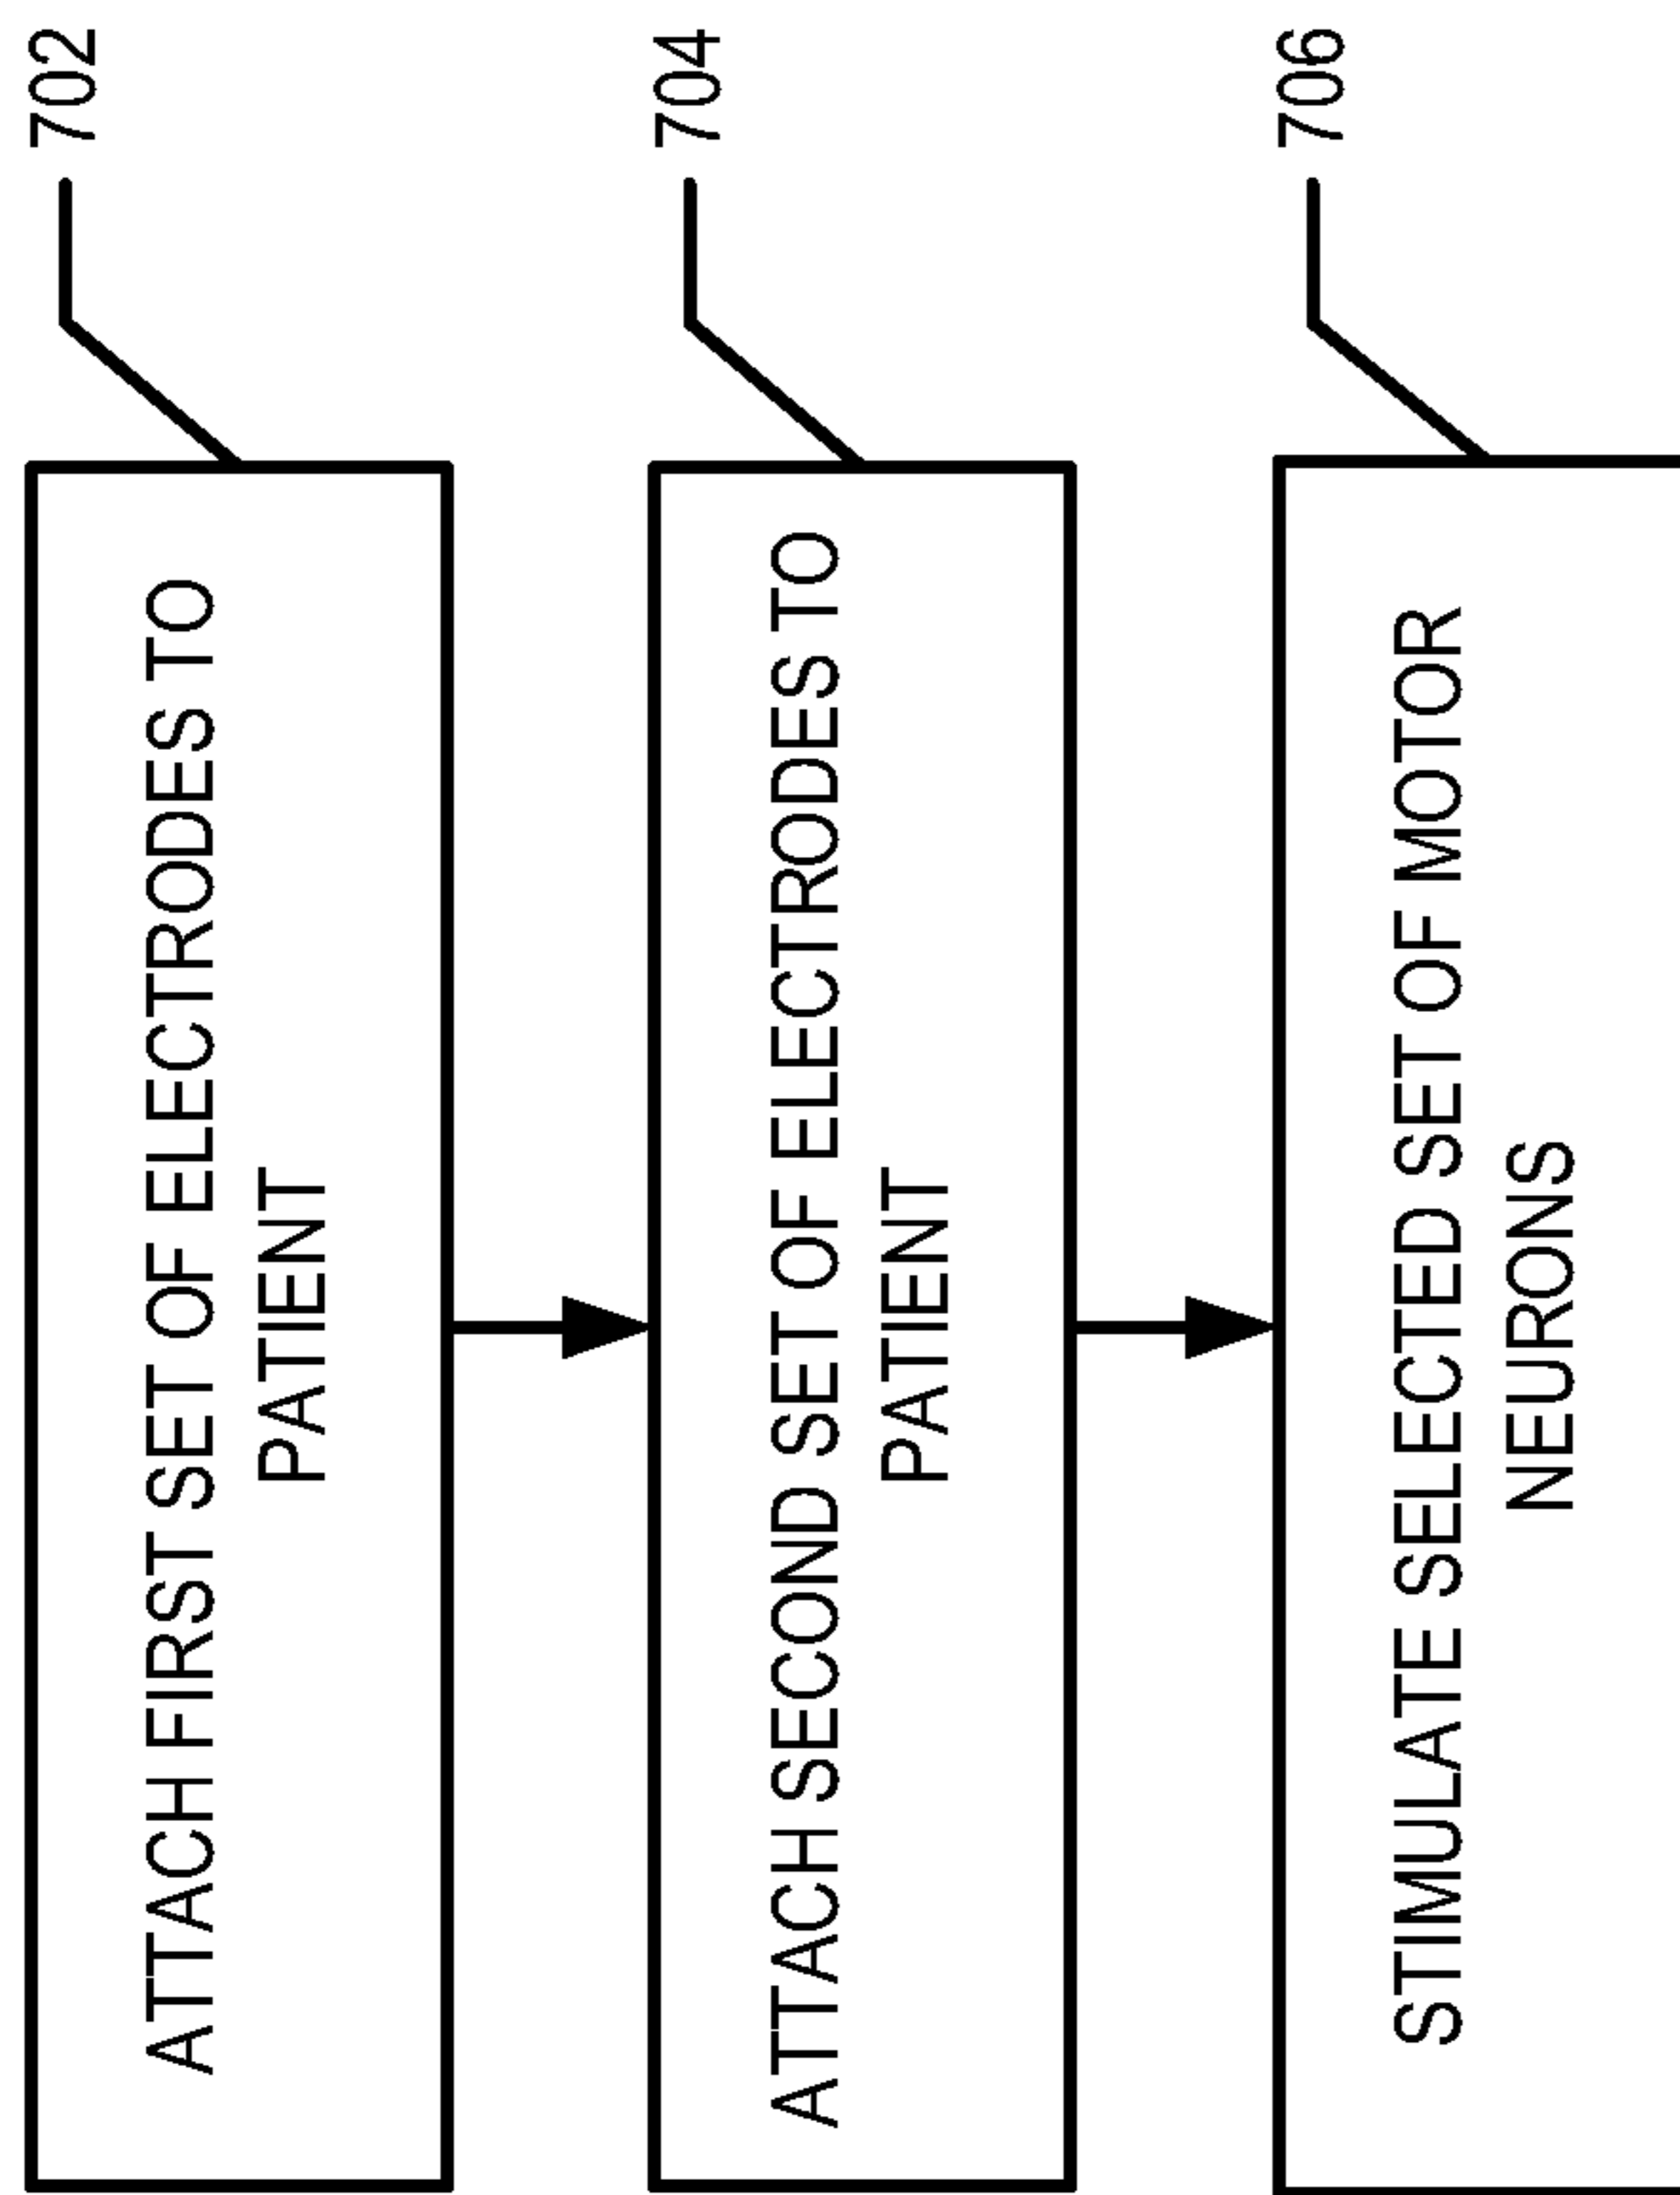 702
ATTACH FIRST SET OF ELECTRODES TO
PATIENT
704
ATTACH SECOND SET OF ELECTRODES TO
PATIENT
706
STIMULATE SELECTED SET OF MOTOR
NEURONS